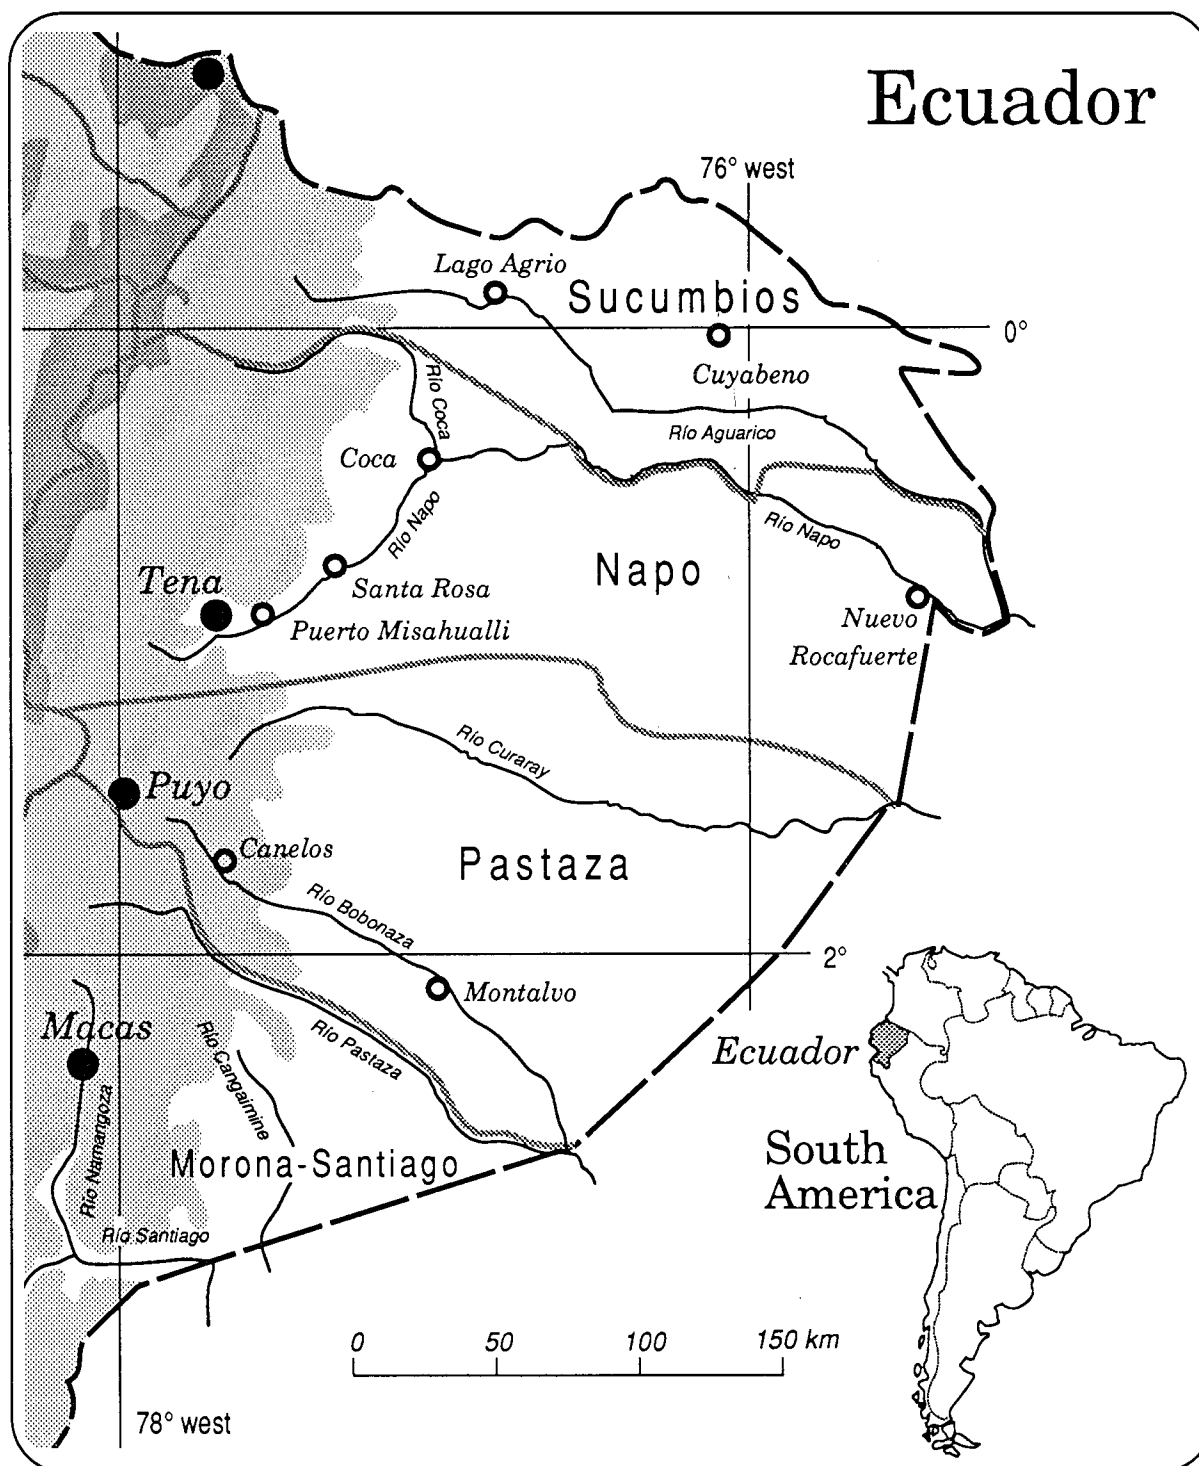 Ecuador
76° west
Lago Agrio
Sucumbios
0°
Cuyabeno
Río Coca
Río Aguarico
Coca
Río Napo
Río Napo
Napo
Tena
Santa Rosa
Puerto Misahualli
Nuevo
Rocafuerte
Río Curaray
Puyo
Canelos
Pastaza
Río Bobonaza
2°
Montalvo
Macas
Río Cangaimine
Río Pastaza
Ecuador
Río Namangoza
Morona-Santiago
South
America
Río Santiago
0 50 100 150 km
78° west